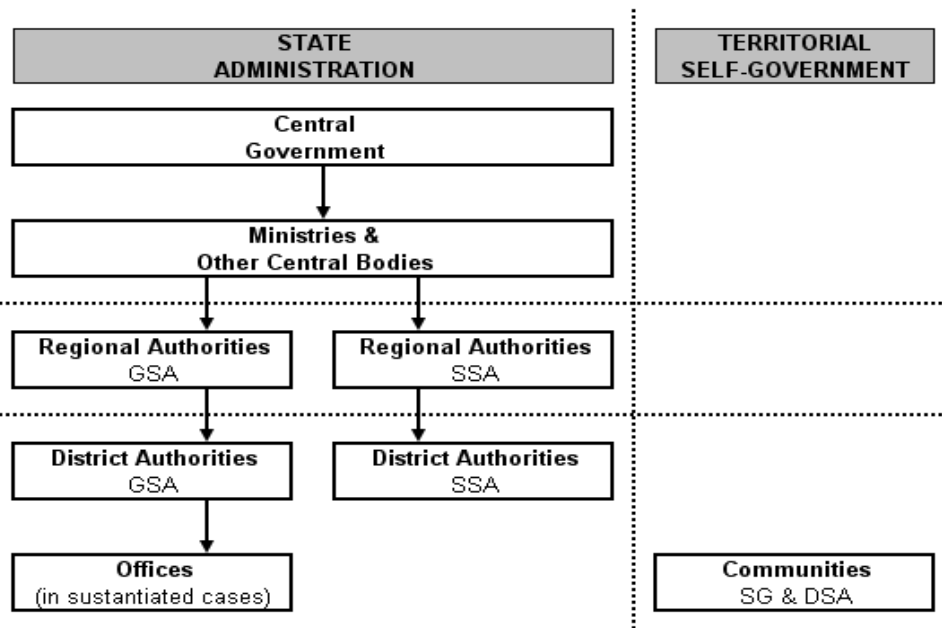 STATE
ADMINISTRATION
TERRITORIAL
SELF-GOVERNMENT
Central
Government
Ministries &
Other Central Bodies
Regional Authorities
GSA
Regional Authorities
SSA
District Authorities
GSA
District Authorities
SSA
Offices
(in sustantiated cases)
Communities
SG & DSA